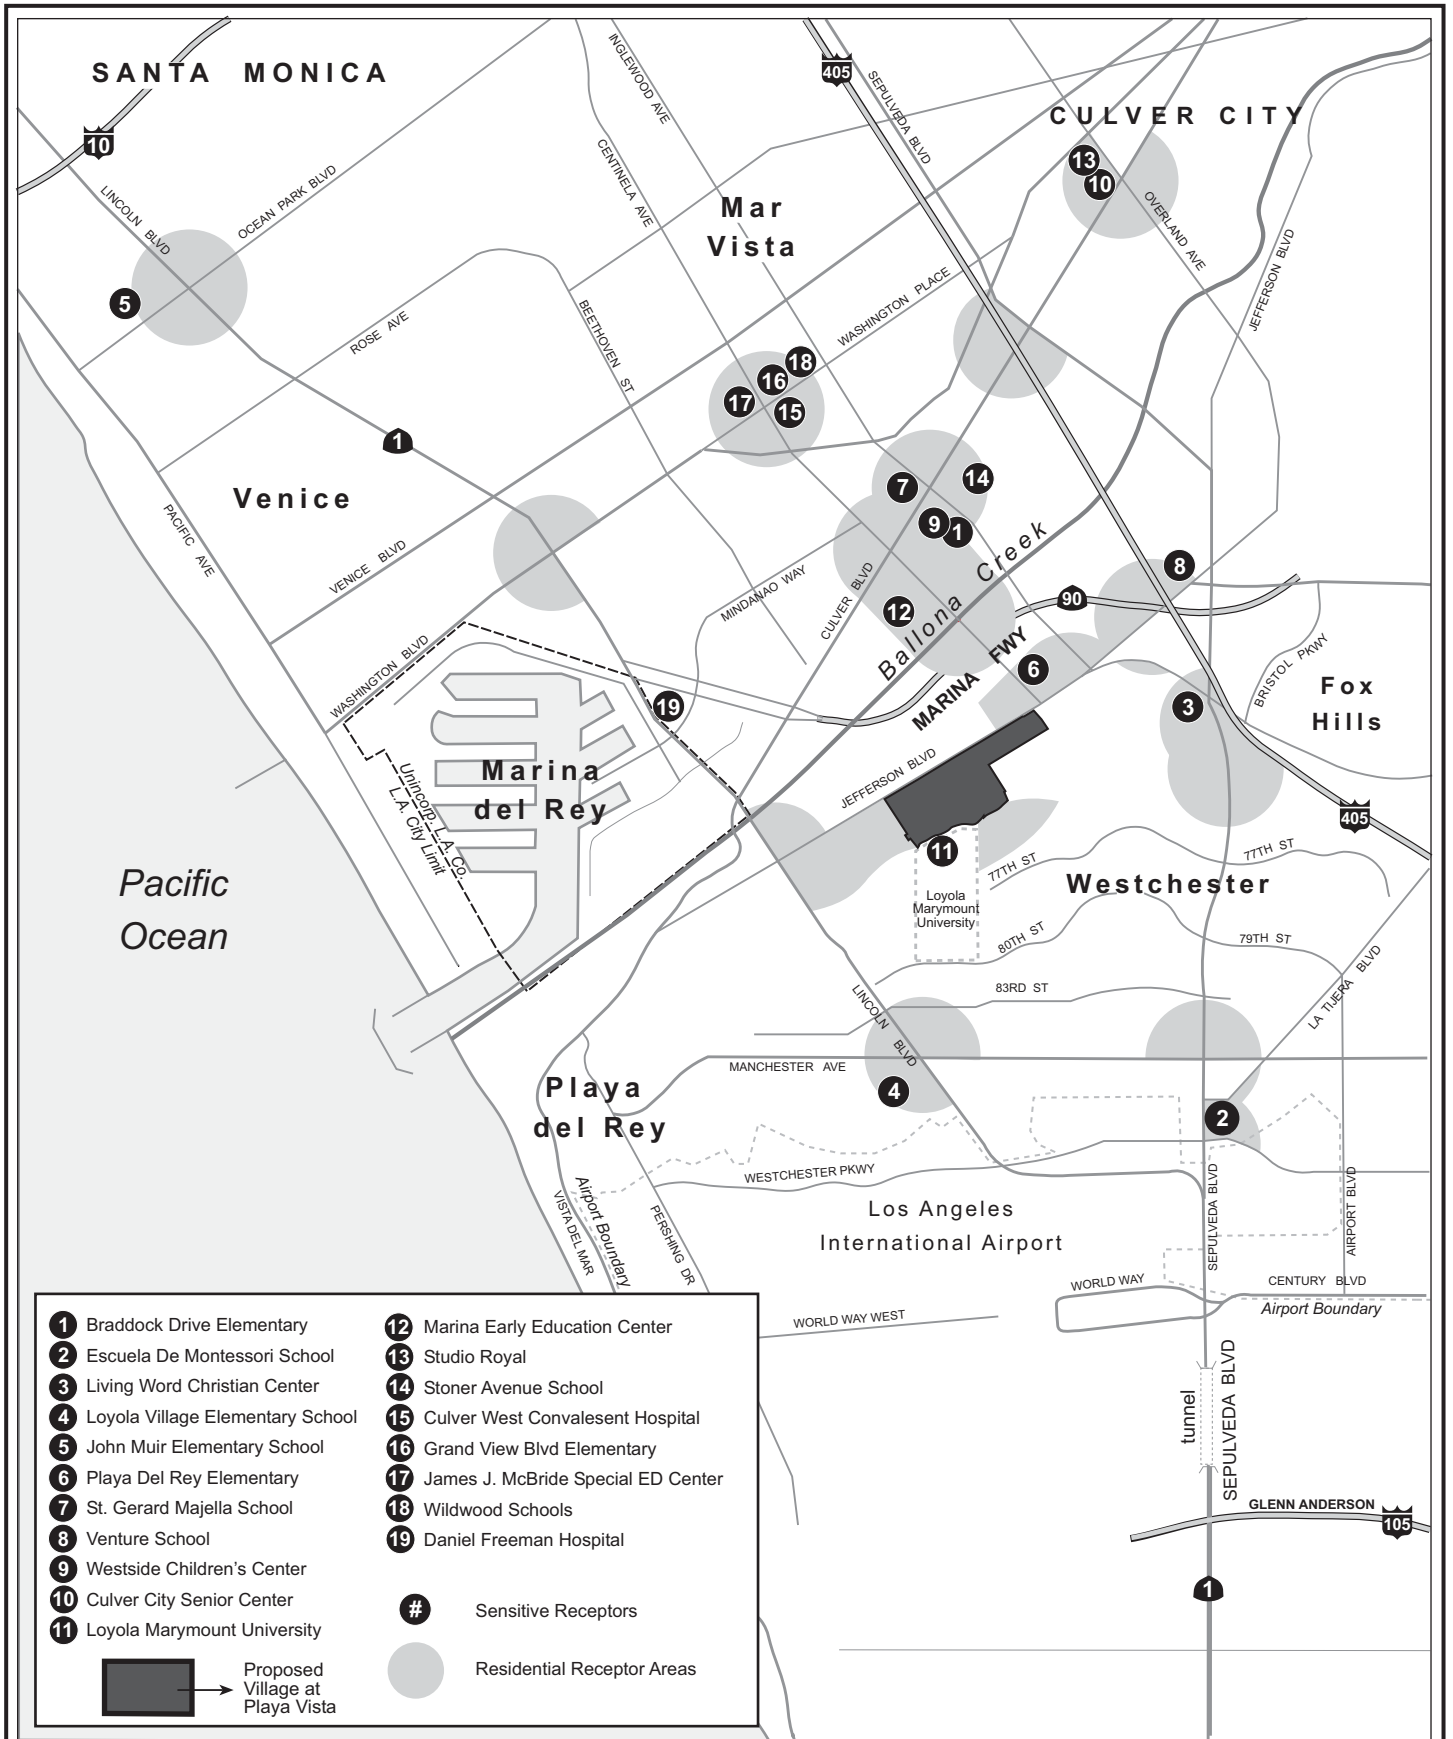 SANTA MONICA
10
LINCOLN BLVD
OCEAN PARK BLVD
INGLEWOOD AVE
CENTINELA AVE
405
SEPULVEDA BLVD
CULVER CITY
13
10
OVERLAND AVE
JEFFERSON BLVD
Mar
Vista
WASHINGTON PLACE
5
ROSE AVE
BEETHOVEN ST
18
16
17
15
1
Venice
PACIFIC AVE
VENICE BLVD
7
14
9
1
MINDANAO WAY
CULVER BLVD
12
Ballona Creek
8
90
MARINA FWY
6
3
BRISTOL PKWY
Fox
Hills
WASHINGTON BLVD
19
Marina
del Rey
Unincorp. L.A. Co.
L.A. City Limit
JEFFERSON BLVD
405
11
Loyola
Marymount
University
77TH ST
77TH ST
Westchester
80TH ST
79TH ST
83RD ST
LA TIJERA BLVD
Pacific
Ocean
LINCOLN BLVD
MANCHESTER AVE
4
2
Playa
del Rey
WESTCHESTER PKWY
Airport Boundary
VISTA DEL MAR
PERSHING DR
Los Angeles
International Airport
SEPULVEDA BLVD
AIRPORT BLVD
WORLD WAY
CENTURY BLVD
Airport Boundary
WORLD WAY WEST
tunnel
SEPULVEDA BLVD
GLENN ANDERSON
105
1
1 Braddock Drive Elementary
2 Escuela De Montessori School
3 Living Word Christian Center
4 Loyola Village Elementary School
5 John Muir Elementary School
6 Playa Del Rey Elementary
7 St. Gerard Majella School
8 Venture School
9 Westside Children's Center
10 Culver City Senior Center
11 Loyola Marymount University
12 Marina Early Education Center
13 Studio Royal
14 Stoner Avenue School
15 Culver West Convalesent Hospital
16 Grand View Blvd Elementary
17 James J. McBride Special ED Center
18 Wildwood Schools
19 Daniel Freeman Hospital
# Sensitive Receptors
Residential Receptor Areas
Proposed
Village at
Playa Vista